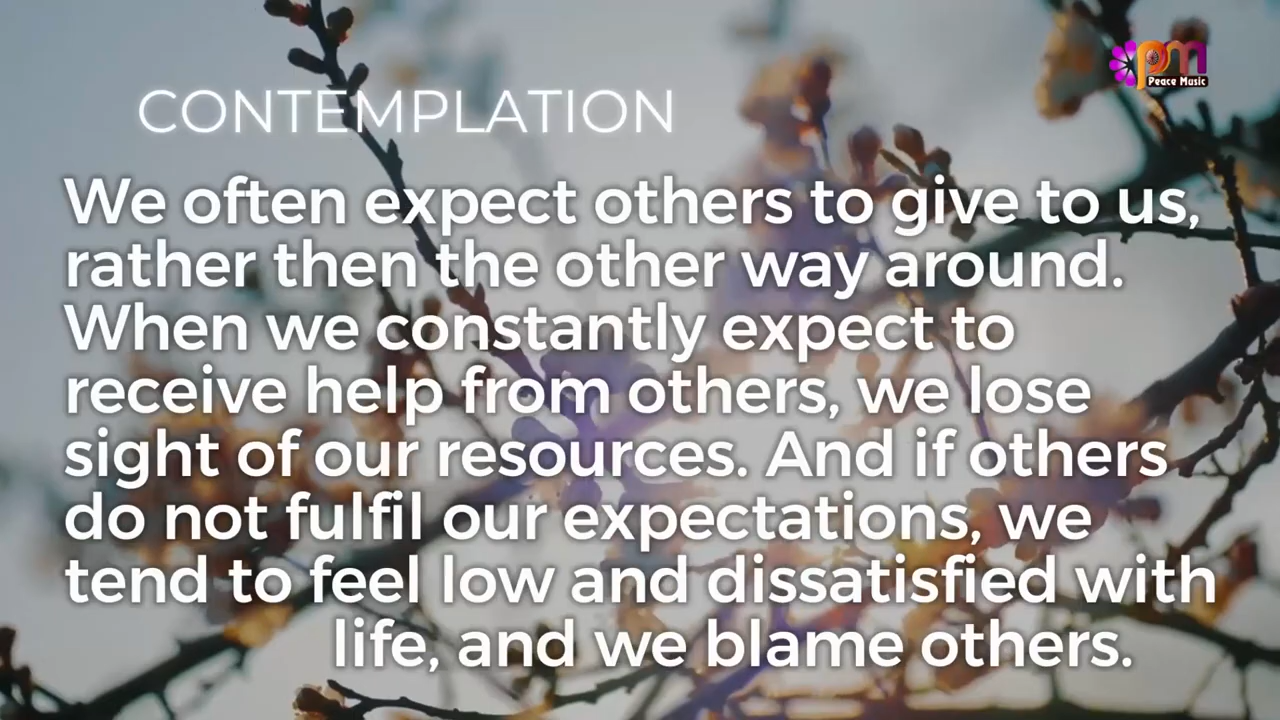 pm
Peace Music
CONTEMPLATION
We often expect others to give to us,
rather then the other way around.
When we constantly expect to
receive help from others, we lose
sight of our resources. And if others
do not fulfil our expectations, we
tend to feel low and dissatisfied with
life, and we blame others.